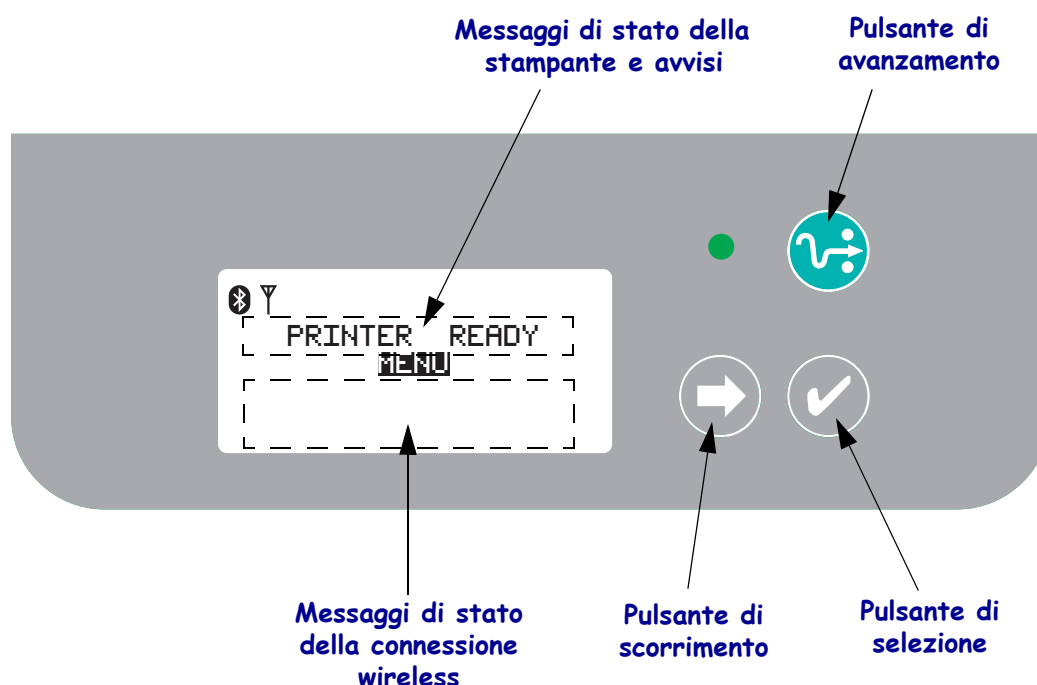 Messaggi di stato della
stampante e avvisi
Pulsante di
avanzamento
PRINTER READY
MENU
Messaggi di stato
della connessione
wireless
Pulsante di
scorrimento
Pulsante di
selezione